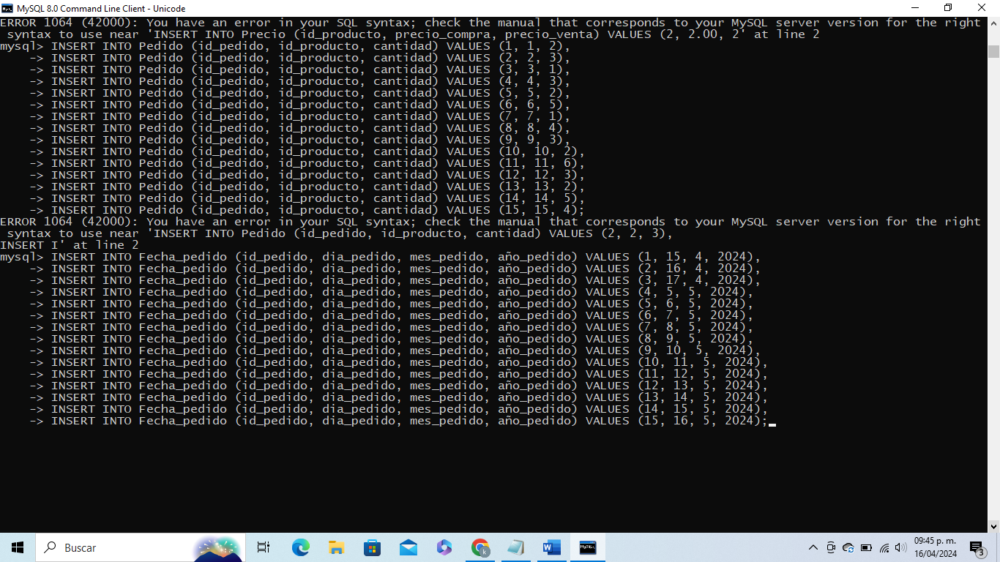 MySQL 8.0 Command Line Client - Unicode
ERROR 1064 (42000): You have an error in your SQL syntax; check the manual that corresponds to your MySQL server version for the right
syntax to use near 'INSERT INTO Precio (id_producto, precio_compra, precio_venta) VALUES (2, 2.00, 2' at line 2
mysql> INSERT INTO Pedido (id_pedido, id_producto, cantidad) VALUES (1, 1, 2),
-> INSERT INTO Pedido (id_pedido, id_producto, cantidad) VALUES (2, 2, 3),
-> INSERT INTO Pedido (id_pedido, id_producto, cantidad) VALUES (3, 3, 1),
-> INSERT INTO Pedido (id_pedido, id_producto, cantidad) VALUES (4, 4, 3),
-> INSERT INTO Pedido (id_pedido, id_producto, cantidad) VALUES (5, 5, 2),
-> INSERT INTO Pedido (id_pedido, id_producto, cantidad) VALUES (6, 6, 5),
-> INSERT INTO Pedido (id_pedido, id_producto, cantidad) VALUES (7, 7, 1),
-> INSERT INTO Pedido (id_pedido, id_producto, cantidad) VALUES (8, 8, 4),
-> INSERT INTO Pedido (id_pedido, id_producto, cantidad) VALUES (9, 9, 3),
-> INSERT INTO Pedido (id_pedido, id_producto, cantidad) VALUES (10, 10, 2),
-> INSERT INTO Pedido (id_pedido, id_producto, cantidad) VALUES (11, 11, 6),
-> INSERT INTO Pedido (id_pedido, id_producto, cantidad) VALUES (12, 12, 3),
-> INSERT INTO Pedido (id_pedido, id_producto, cantidad) VALUES (13, 13, 2),
-> INSERT INTO Pedido (id_pedido, id_producto, cantidad) VALUES (14, 14, 5),
-> INSERT INTO Pedido (id_pedido, id_producto, cantidad) VALUES (15, 15, 4);
ERROR 1064 (42000): You have an error in your SQL syntax; check the manual that corresponds to your MySQL server version for the right
syntax to use near 'INSERT INTO Pedido (id_pedido, id_producto, cantidad) VALUES (2, 2, 3),
INSERT I' at line 2
mysql> INSERT INTO Fecha_pedido (id_pedido, dia_pedido, mes_pedido, año_pedido) VALUES (1, 15, 4, 2024),
-> INSERT INTO Fecha_pedido (id_pedido, dia_pedido, mes_pedido, año_pedido) VALUES (2, 16, 4, 2024),
-> INSERT INTO Fecha_pedido (id_pedido, dia_pedido, mes_pedido, año_pedido) VALUES (3, 17, 4, 2024),
-> INSERT INTO Fecha_pedido (id_pedido, dia_pedido, mes_pedido, año_pedido) VALUES (4, 5, 5, 2024),
-> INSERT INTO Fecha_pedido (id_pedido, dia_pedido, mes_pedido, año_pedido) VALUES (5, 6, 5, 2024),
-> INSERT INTO Fecha_pedido (id_pedido, dia_pedido, mes_pedido, año_pedido) VALUES (6, 7, 5, 2024),
-> INSERT INTO Fecha_pedido (id_pedido, dia_pedido, mes_pedido, año_pedido) VALUES (7, 8, 5, 2024),
-> INSERT INTO Fecha_pedido (id_pedido, dia_pedido, mes_pedido, año_pedido) VALUES (8, 9, 5, 2024),
-> INSERT INTO Fecha_pedido (id_pedido, dia_pedido, mes_pedido, año_pedido) VALUES (9, 10, 5, 2024),
-> INSERT INTO Fecha_pedido (id_pedido, dia_pedido, mes_pedido, año_pedido) VALUES (10, 11, 5, 2024),
-> INSERT INTO Fecha_pedido (id_pedido, dia_pedido, mes_pedido, año_pedido) VALUES (11, 12, 5, 2024),
-> INSERT INTO Fecha_pedido (id_pedido, dia_pedido, mes_pedido, año_pedido) VALUES (12, 13, 5, 2024),
-> INSERT INTO Fecha_pedido (id_pedido, dia_pedido, mes_pedido, año_pedido) VALUES (13, 14, 5, 2024),
-> INSERT INTO Fecha_pedido (id_pedido, dia_pedido, mes_pedido, año_pedido) VALUES (14, 15, 5, 2024),
-> INSERT INTO Fecha_pedido (id_pedido, dia_pedido, mes_pedido, año_pedido) VALUES (15, 16, 5, 2024);
Buscar
09:45 p. m.
16/04/2024
3